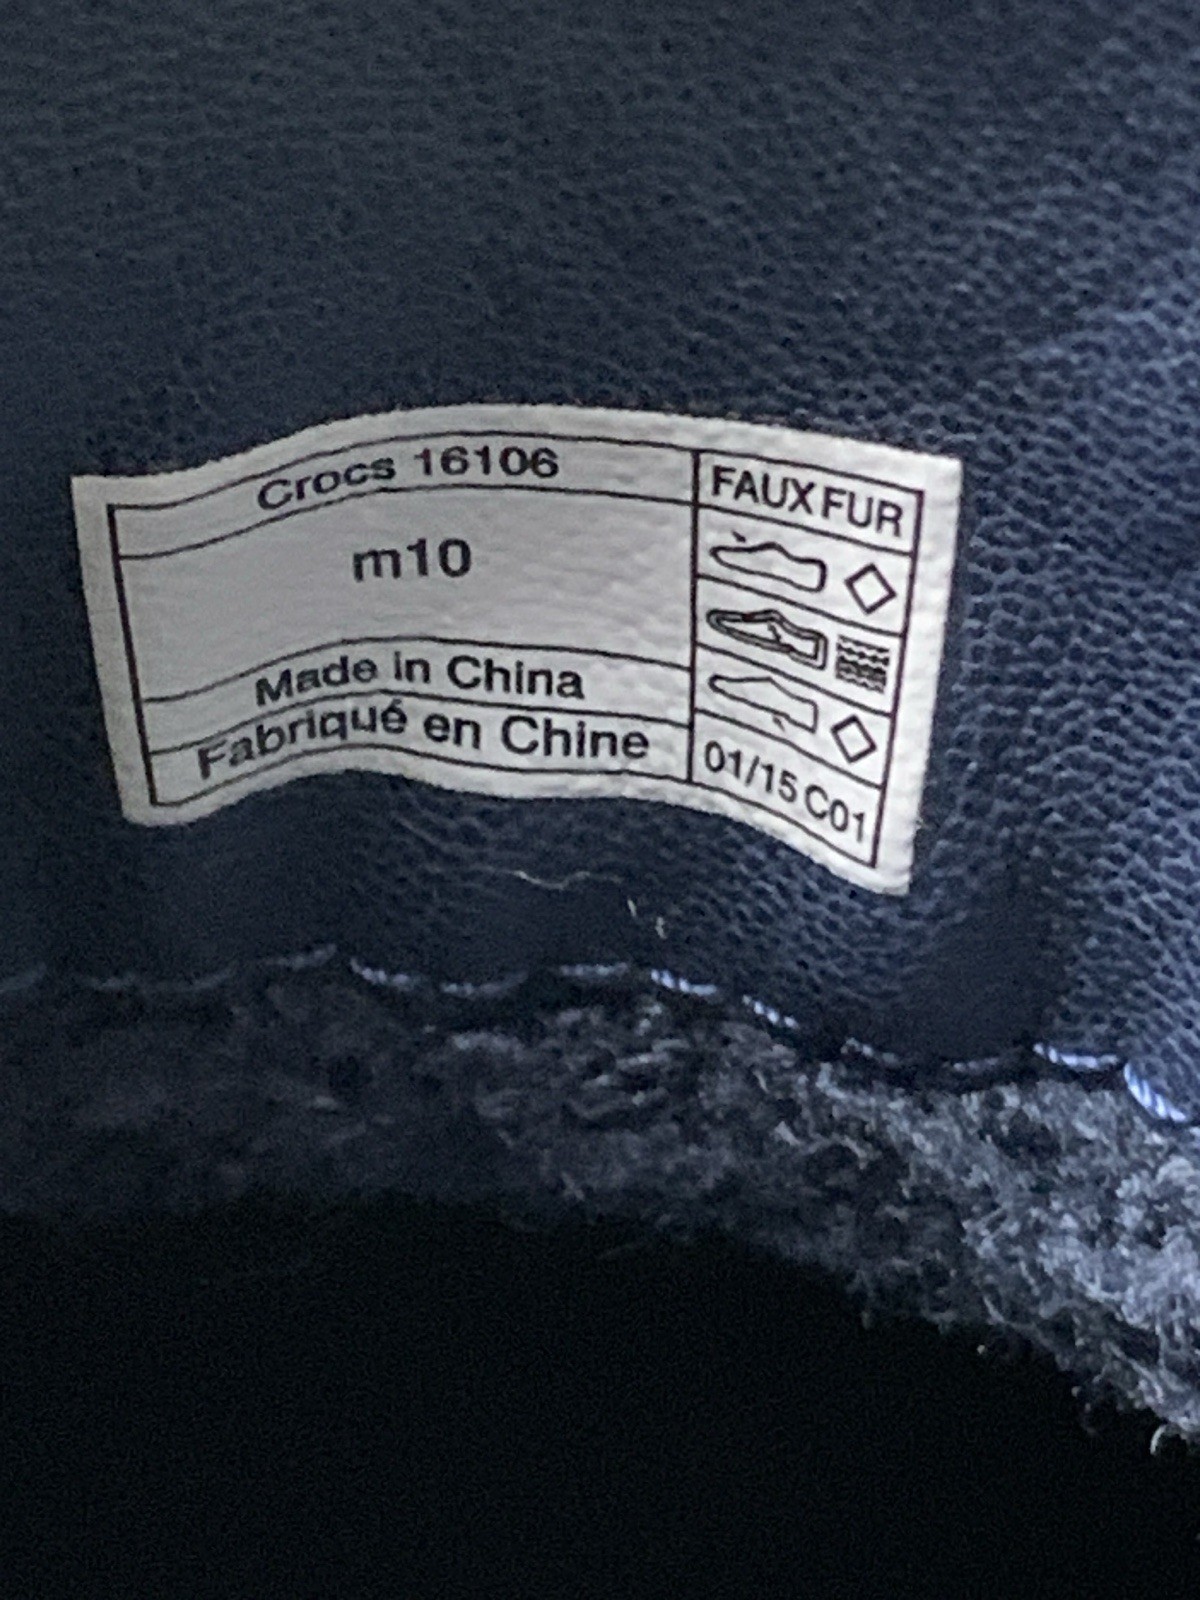 Crocs 16106
m10
Made in China
Fabriqué en Chine
FAUX FUR
01/15 C01